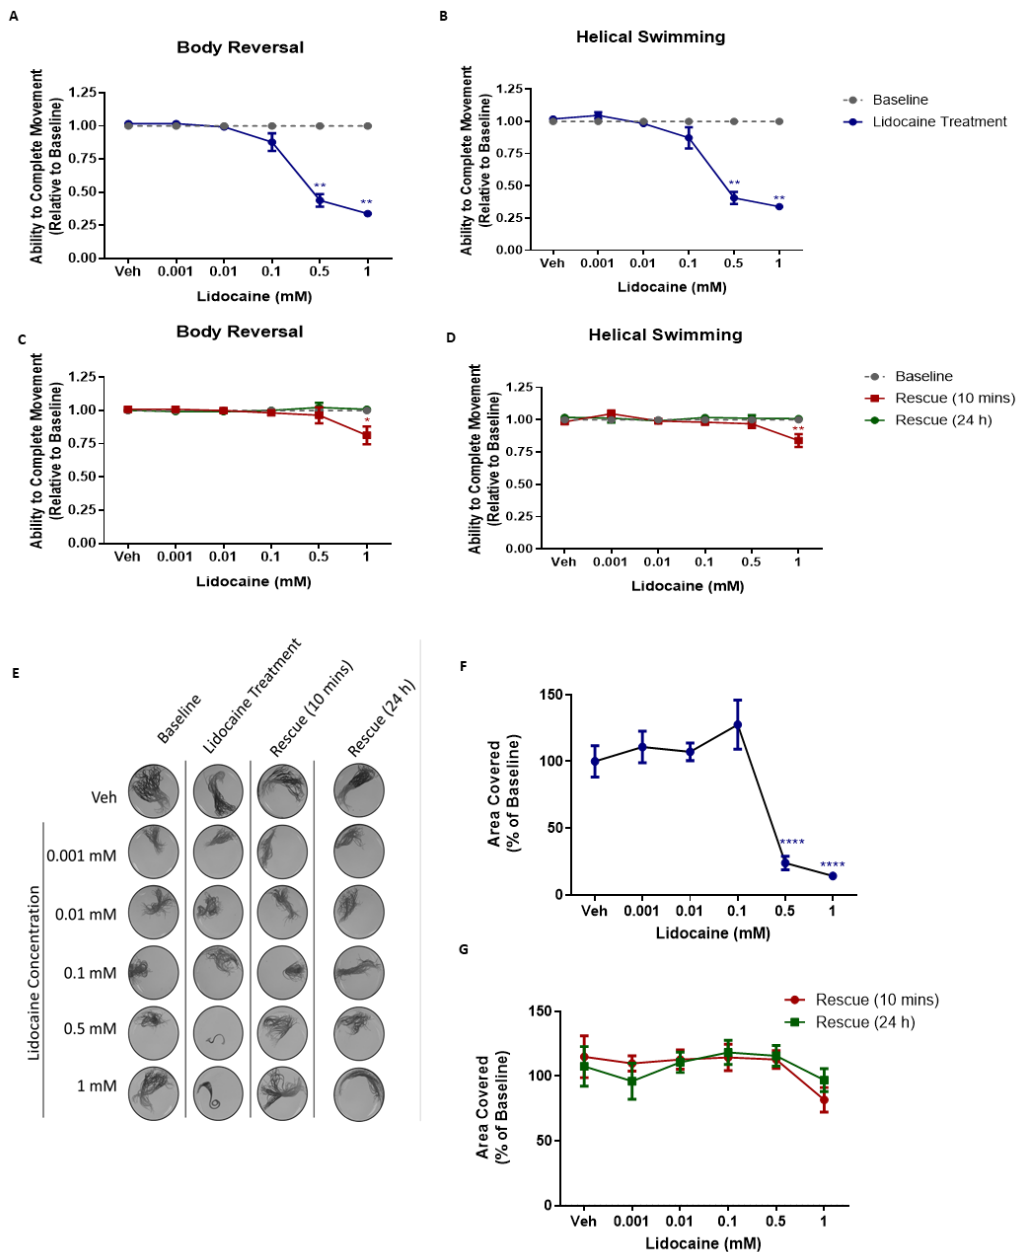 A
Body Reversal
Ability to Complete Movement
(Relative to Baseline)
1.25
1.00
0.75
0.50
0.25
0.00
**
**
Veh 0.001 0.01 0.1 0.5 1
Lidocaine (mM)
B
Helical Swimming
Ability to Complete Movement
(Relative to Baseline)
1.25
1.00
0.75
0.50
0.25
0.00
**
**
Veh 0.001 0.01 0.1 0.5 1
Lidocaine (mM)
Baseline
Lidocaine Treatment
C
Body Reversal
Ability to Complete Movement
(Relative to Baseline)
1.25
1.00
0.75
0.50
0.25
0.00
*
Veh 0.001 0.01 0.1 0.5 1
Lidocaine (mM)
D
Helical Swimming
Ability to Complete Movement
(Relative to Baseline)
1.25
1.00
0.75
0.50
0.25
0.00
**
Veh 0.001 0.01 0.1 0.5 1
Lidocaine (mM)
Baseline
Rescue (10 mins)
Rescue (24 h)
E
Baseline
Lidocaine Treatment
Rescue (10 mins)
Rescue (24 h)
Lidocaine Concentration
Veh
0.001 mM
0.01 mM
0.1 mM
0.5 mM
1 mM
F
Area Covered
(% of Baseline)
150
100
50
0
****
****
Veh 0.001 0.01 0.1 0.5 1
Lidocaine (mM)
G
Rescue (10 mins)
Rescue (24 h)
Area Covered
(% of Baseline)
150
100
50
0
Veh 0.001 0.01 0.1 0.5 1
Lidocaine (mM)